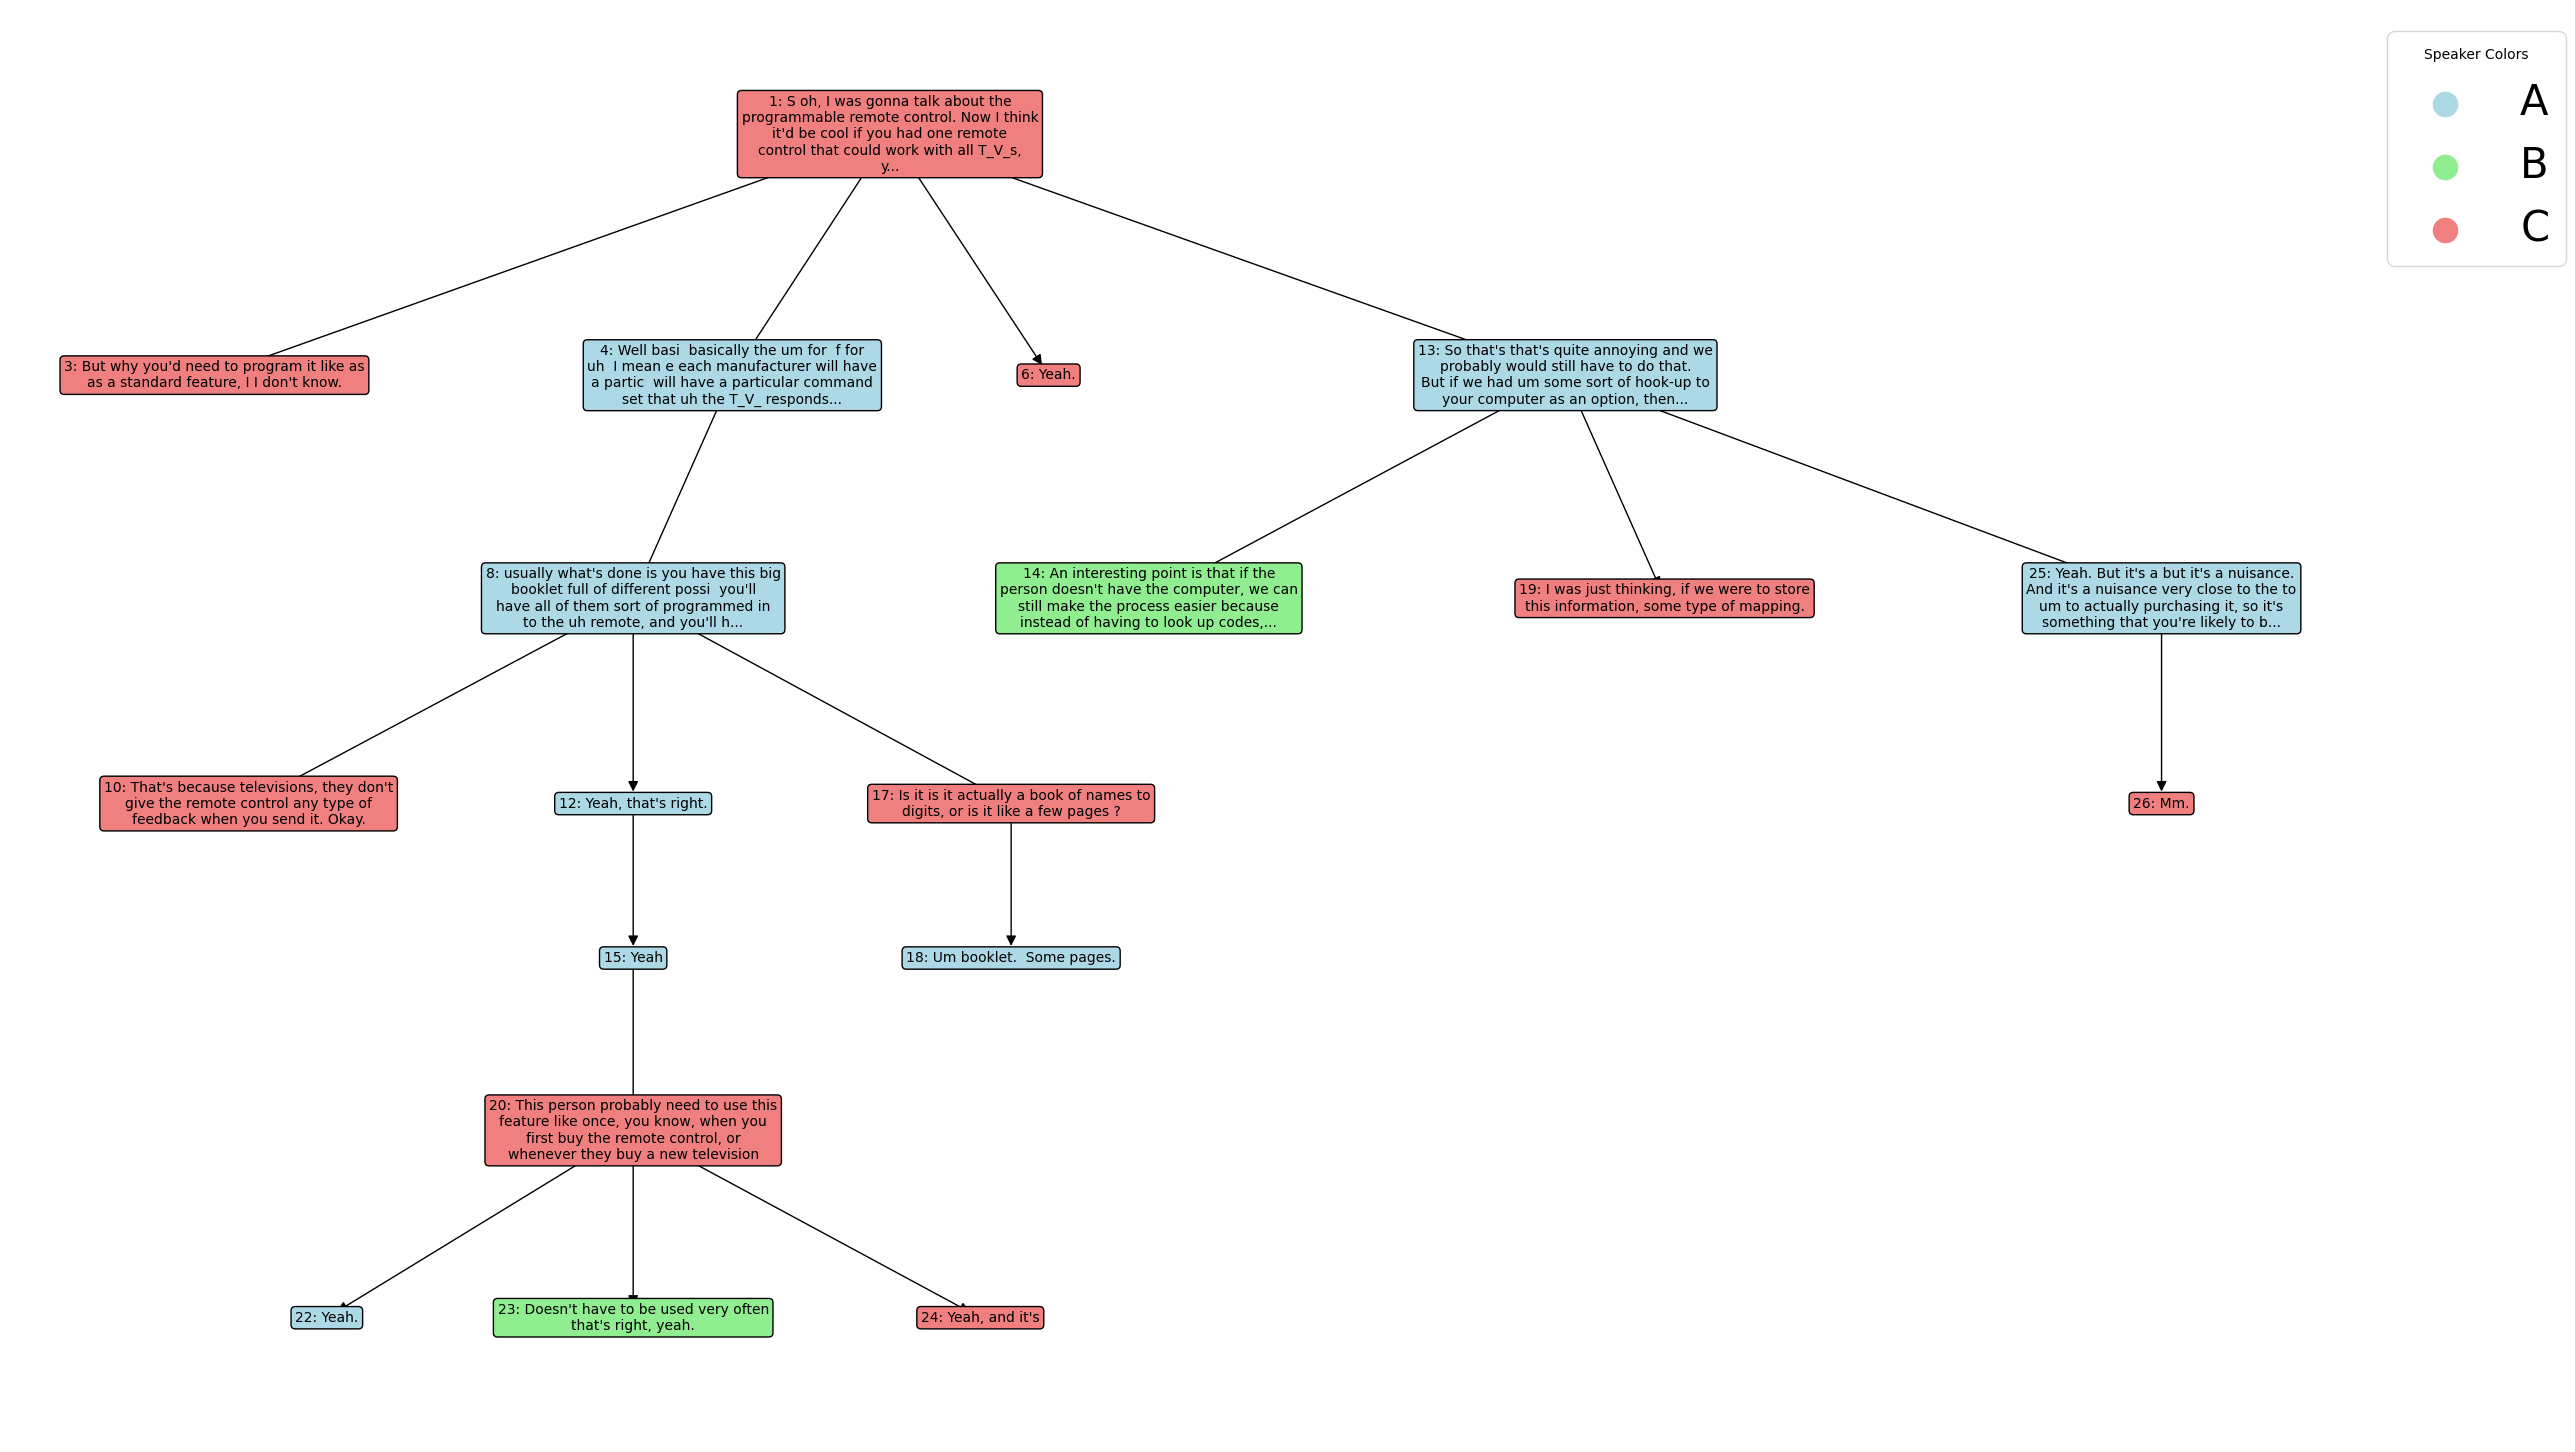 Speaker Colors
A
B
C
1: S oh, I was gonna talk about the
programmable remote control. Now I think
it'd be cool if you had one remote
control that could work with all T_V_s,
y...
3: But why you'd need to program it like as
as a standard feature, I I don't know.
4: Well basi  basically the um for  f for
uh  I mean e each manufacturer will have
a partic  will have a particular command
set that uh the T_V_ responds...
6: Yeah.
13: So that's that's quite annoying and we
probably would still have to do that.
But if we had um some sort of hook-up to
your computer as an option, then...
8: usually what's done is you have this big
booklet full of different possi  you'll
have all of them sort of programmed in
to the uh remote, and you'll h...
14: An interesting point is that if the
person doesn't have the computer, we can
still make the process easier because
instead of having to look up codes,...
19: I was just thinking, if we were to store
this information, some type of mapping.
25: Yeah. But it's a but it's a nuisance.
And it's a nuisance very close to the to
um to actually purchasing it, so it's
something that you're likely to b...
10: That's because televisions, they don't
give the remote control any type of
feedback when you send it. Okay.
12: Yeah, that's right.
17: Is it is it actually a book of names to
digits, or is it like a few pages ?
26: Mm.
15: Yeah
18: Um booklet.  Some pages.
20: This person probably need to use this
feature like once, you know, when you
first buy the remote control, or
whenever they buy a new television
22: Yeah.
23: Doesn't have to be used very often
that's right, yeah.
24: Yeah, and it's